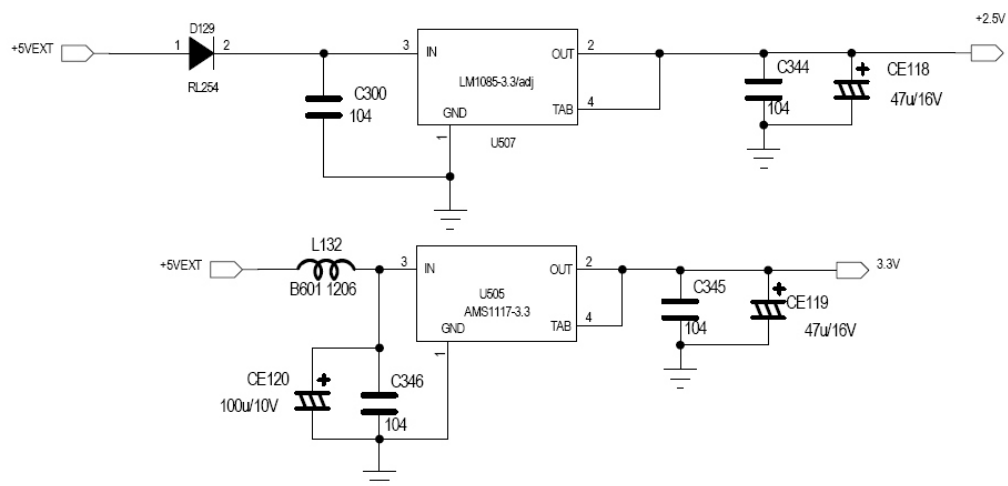 D129
+5VEXT
1
2
RL254
3
IN
OUT
2
LM1085-3.3/adj
TAB
4
GND
1
U507
C300
104
C344
104
CE118
47u/16V
+2.5V
L132
+5VEXT
B601 1206
3
IN
OUT
2
U505
AMS1117-3.3
TAB
4
GND
1
C345
104
CE119
47u/16V
3.3V
CE120
100u/10V
C346
104